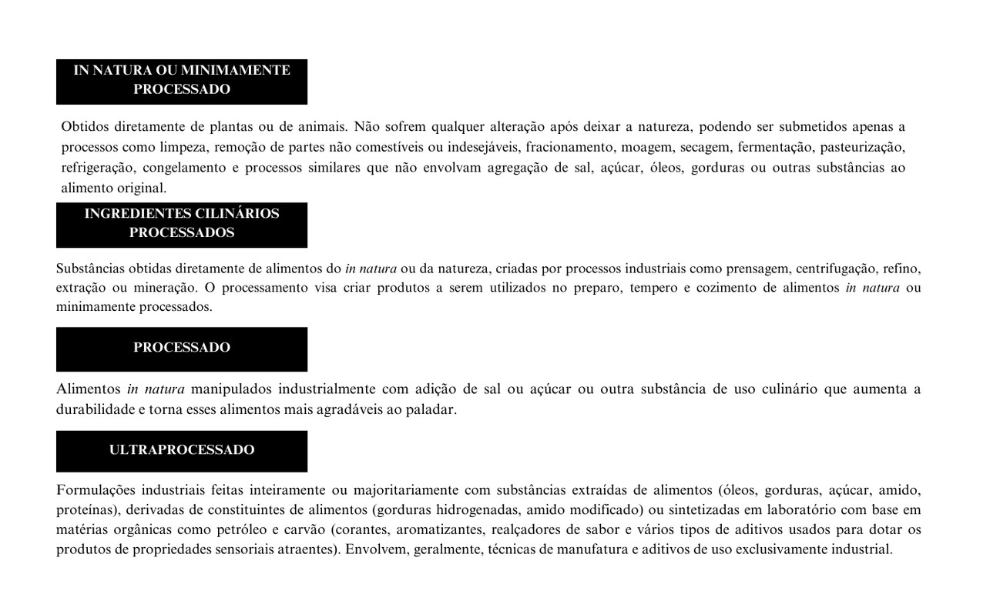 IN NATURA OU MINIMAMENTE
PROCESSADO
Obtidos diretamente de plantas ou de animais. Não sofrem qualquer alteração após deixar a natureza, podendo ser submetidos apenas a
processos como limpeza, remoção de partes não comestíveis ou indesejáveis, fracionamento, moagem, secagem, fermentação, pasteurização,
refrigeração, congelamento e processos similares que não envolvam agregação de sal, açúcar, óleos, gorduras ou outras substâncias ao
alimento original.
INGREDIENTES CILINÁRIOS
PROCESSADOS
Substâncias obtidas diretamente de alimentos do in natura ou da natureza, criadas por processos industriais como prensagem, centrifugação, refino,
extração ou mineração. O processamento visa criar produtos a serem utilizados no preparo, tempero e cozimento de alimentos in natura ou
minimamente processados.
PROCESSADO
Alimentos in natura manipulados industrialmente com adição de sal ou açúcar ou outra substância de uso culinário que aumenta a
durabilidade e torna esses alimentos mais agradáveis ao paladar.
ULTRAPROCESSADO
Formulações industriais feitas inteiramente ou majoritariamente com substâncias extraídas de alimentos (óleos, gorduras, açúcar, amido,
proteínas), derivadas de constituintes de alimentos (gorduras hidrogenadas, amido modificado) ou sintetizadas em laboratório com base em
matérias orgânicas como petróleo e carvão (corantes, aromatizantes, realçadores de sabor e vários tipos de aditivos usados para dotar os
produtos de propriedades sensoriais atraentes). Envolvem, geralmente, técnicas de manufatura e aditivos de uso exclusivamente industrial.